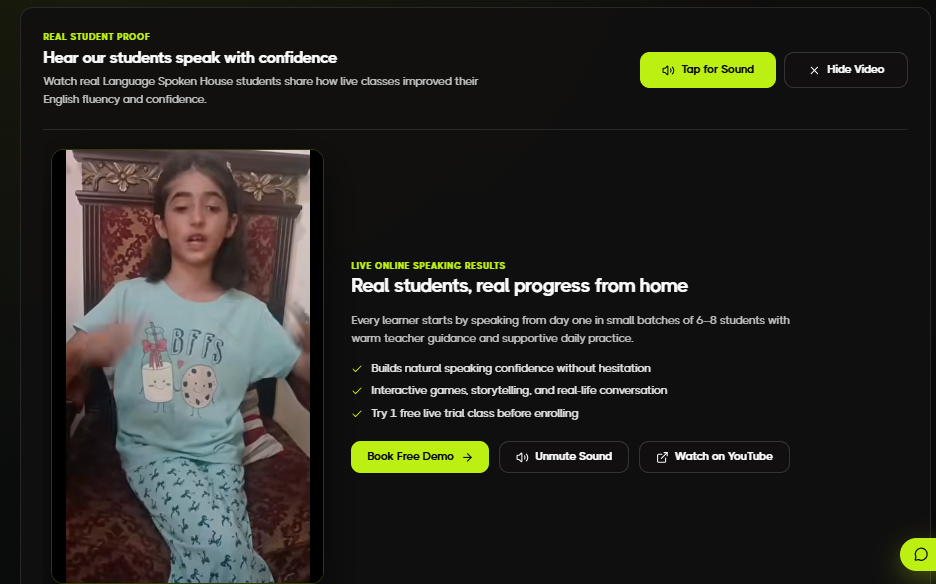 REAL STUDENT PROOF
Hear our students speak with confidence
Watch real Language Spoken House students share how live classes improved their
English fluency and confidence.
Tap for Sound
Hide Video
BFFS
LIVE ONLINE SPEAKING RESULTS
Real students, real progress from home
Every learner starts by speaking from day one in small batches of 6–8 students with
warm teacher guidance and supportive daily practice.
Builds natural speaking confidence without hesitation
Interactive games, storytelling, and real-life conversation
Try 1 free live trial class before enrolling
Book Free Demo
Unmute Sound
Watch on YouTube